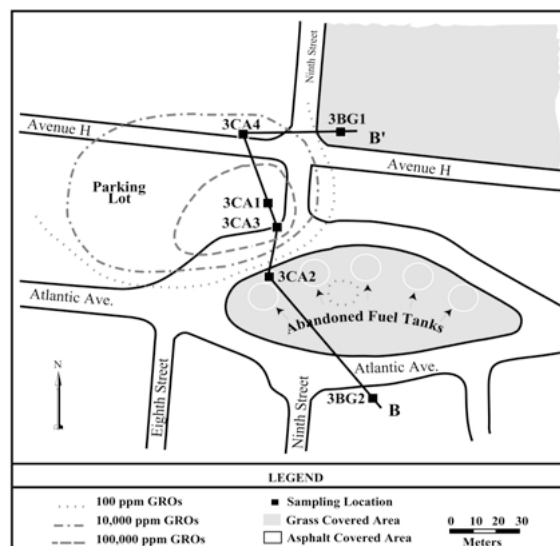 Ninth Street
3CA4
3BG1
B'
Avenue H
Avenue H
Parking
Lot
3CA1
3CA3
3CA2
Atlantic Ave.
Abandoned Fuel Tanks
Atlantic Ave.
N
Eighth Street
Ninth Street
3BG2
B
LEGEND
100 ppm GROs
10,000 ppm GROs
100,000 ppm GROs
Sampling Location
Grass Covered Area
Asphalt Covered Area
0 10 20 30
Meters